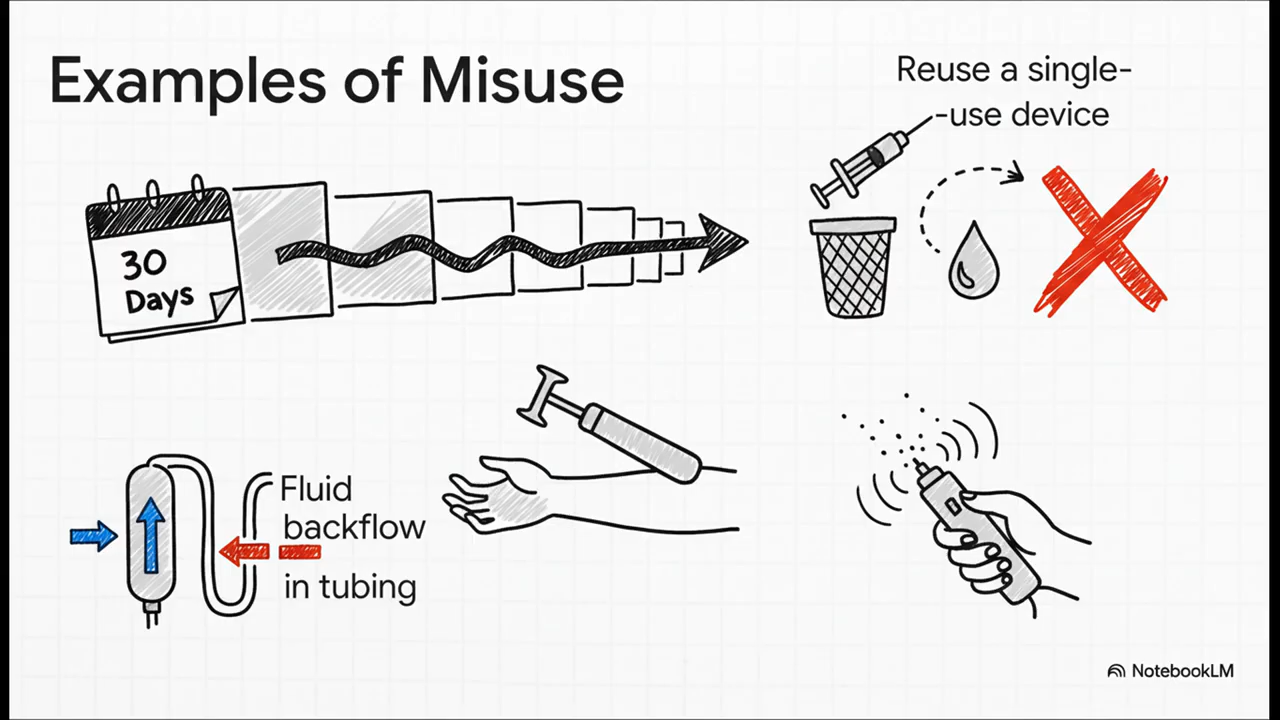 Examples of Misuse
Reuse a single-
-use device
30
Days
Fluid
backflow
in tubing
NotebookLM